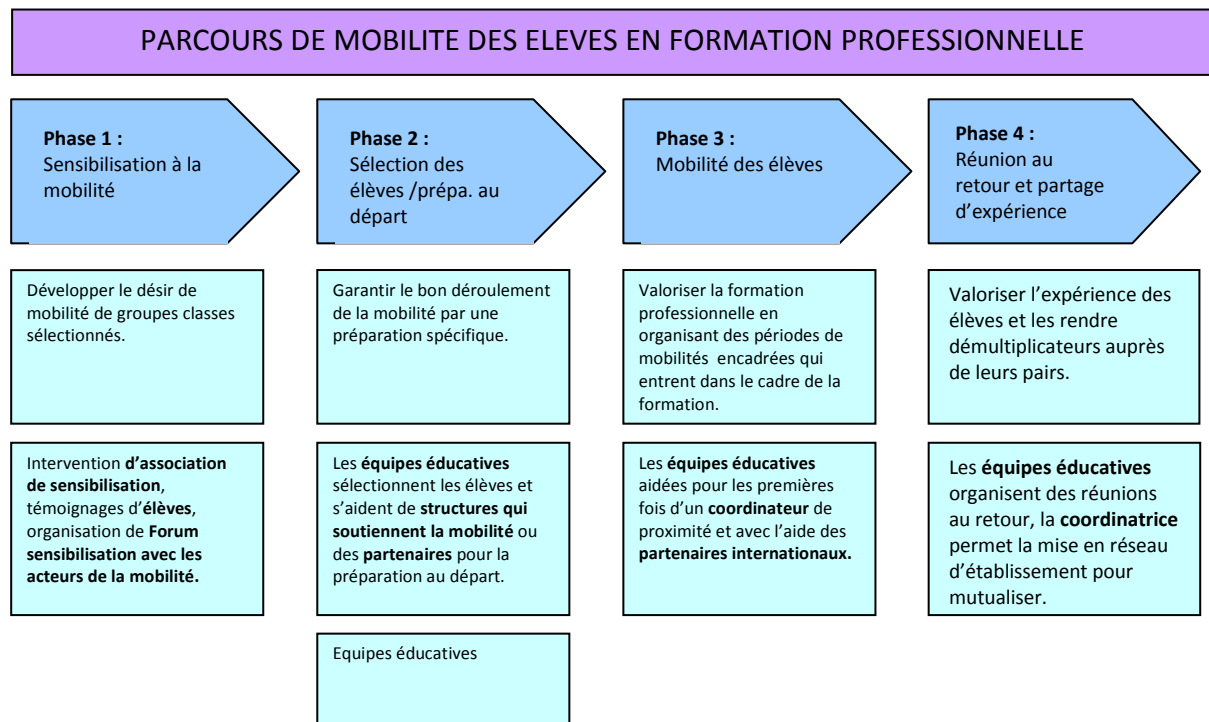 PARCOURS DE MOBILITE DES ELEVES EN FORMATION PROFESSIONNELLE
Phase 1 :
Sensibilisation à la
mobilité
Phase 2 :
Sélection des
élèves /prépa. au
départ
Phase 3 :
Mobilité des élèves
Phase 4 :
Réunion au
retour et partage
d’expérience
Développer le désir de
mobilité de groupes classes
sélectionnés.
Garantir le bon déroulement
de la mobilité par une
préparation spécifique.
Valoriser la formation
professionnelle en
organisant des périodes de
mobilités encadrées qui
entrent dans le cadre de la
formation.
Valoriser l’expérience des
élèves et les rendre
démultiplicateurs auprès
de leurs pairs.
Intervention d’association
de sensibilisation,
témoignages d’élèves,
organisation de Forum
sensibilisation avec les
acteurs de la mobilité.
Les équipes éducatives
sélectionnent les élèves et
s’aident de structures qui
soutiennent la mobilité ou
des partenaires pour la
préparation au départ.
Les équipes éducatives
aidées pour les premières
fois d’un coordinateur de
proximité et avec l’aide des
partenaires internationaux.
Les équipes éducatives
organisent des réunions
au retour, la coordinatrice
permet la mise en réseau
d’établissement pour
mutualiser.
Equipes éducatives